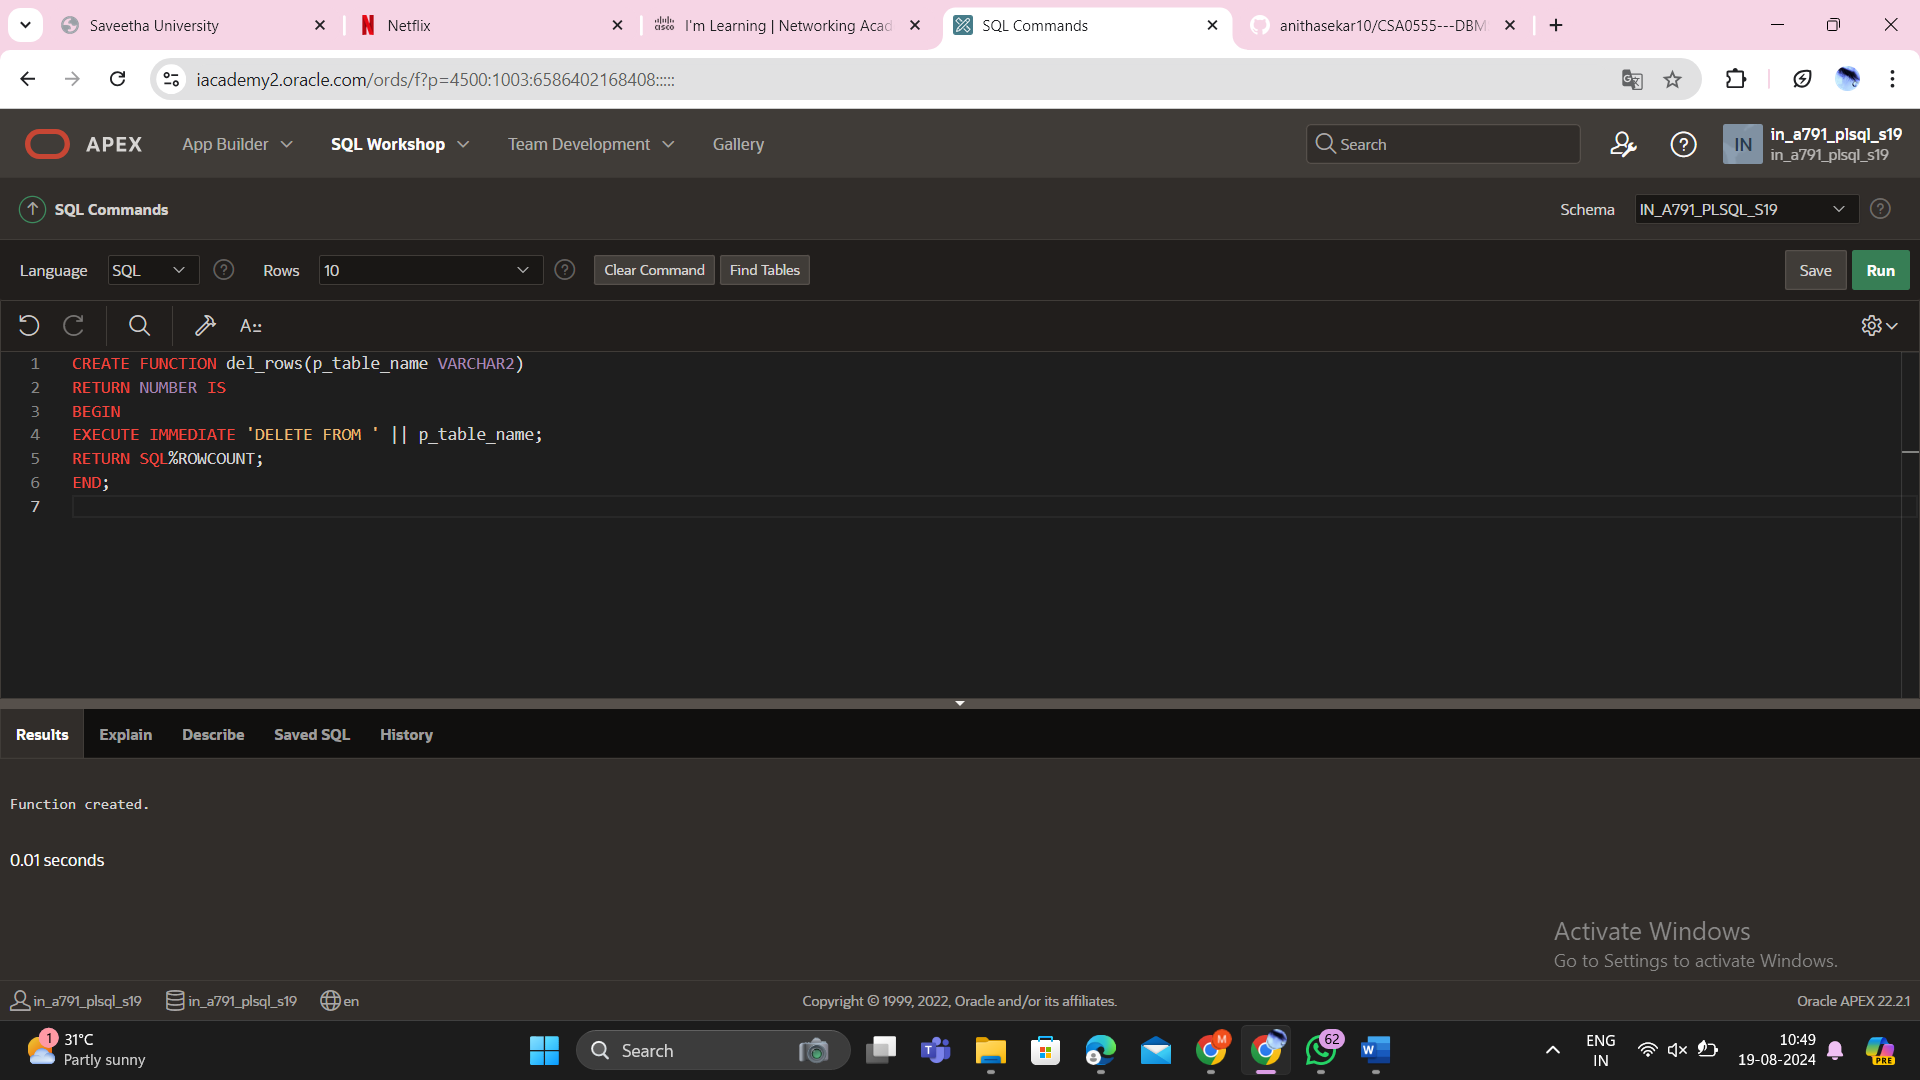 Saveetha University
Netflix
I'm Learning | Networking Acad
SQL Commands
anithasekar10/CSA0555---DBM
iacademy2.oracle.com/ords/f?p=4500:1003:6586402168408:::::
APEX
App Builder
SQL Workshop
Team Development
Gallery
Search
IN
in_a791_plsql_s19
in_a791_plsql_s19
SQL Commands
Schema
IN_A791_PLSQL_S19
Language
SQL
Rows
10
Clear Command
Find Tables
Save
Run
A::
1 CREATE FUNCTION del_rows(p_table_name VARCHAR2)
2 RETURN NUMBER IS
3 BEGIN
4 EXECUTE IMMEDIATE 'DELETE FROM ' || p_table_name;
5 RETURN SQL%ROWCOUNT;
6 END;
7
Results
Explain
Describe
Saved SQL
History
Function created.
0.01 seconds
Activate Windows
Go to Settings to activate Windows.
in_a791_plsql_s19
in_a791_plsql_s19
en
Copyright © 1999, 2022, Oracle and/or its affiliates.
Oracle APEX 22.2.1
1
31°C
Partly sunny
Search
M
62
W
ENG
IN
10:49
19-08-2024
PRE